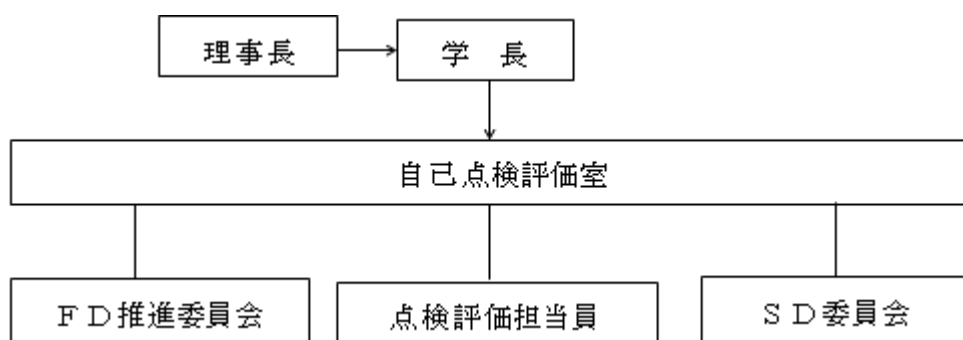 理事長
学　長
自己点検評価室
ＦＤ推進委員会
点検評価担当員
ＳＤ委員会